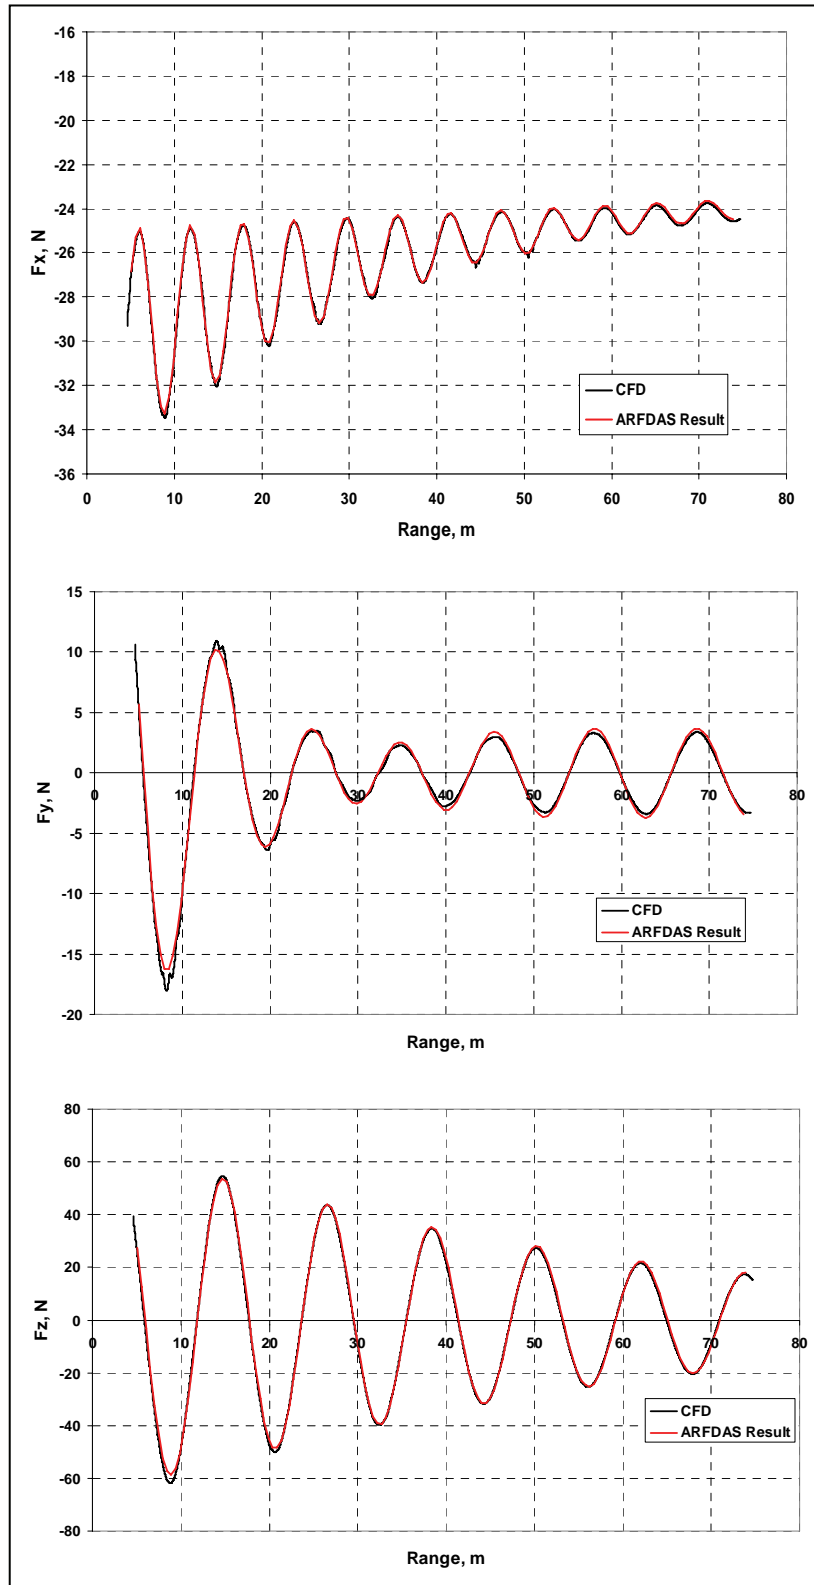 -16
-18
-20
-22
-24
-26
-28
-30
-32
-34
-36
Fx, N
0 10 20 30 40 50 60 70 80
Range, m
CFD
ARFDAS Result
15
10
5
0
-5
-10
-15
-20
Fy, N
0 10 20 30 40 50 60 70 80
Range, m
CFD
ARFDAS Result
80
60
40
20
0
-20
-40
-60
-80
Fz, N
0 10 20 30 40 50 60 70 80
Range, m
CFD
ARFDAS Result